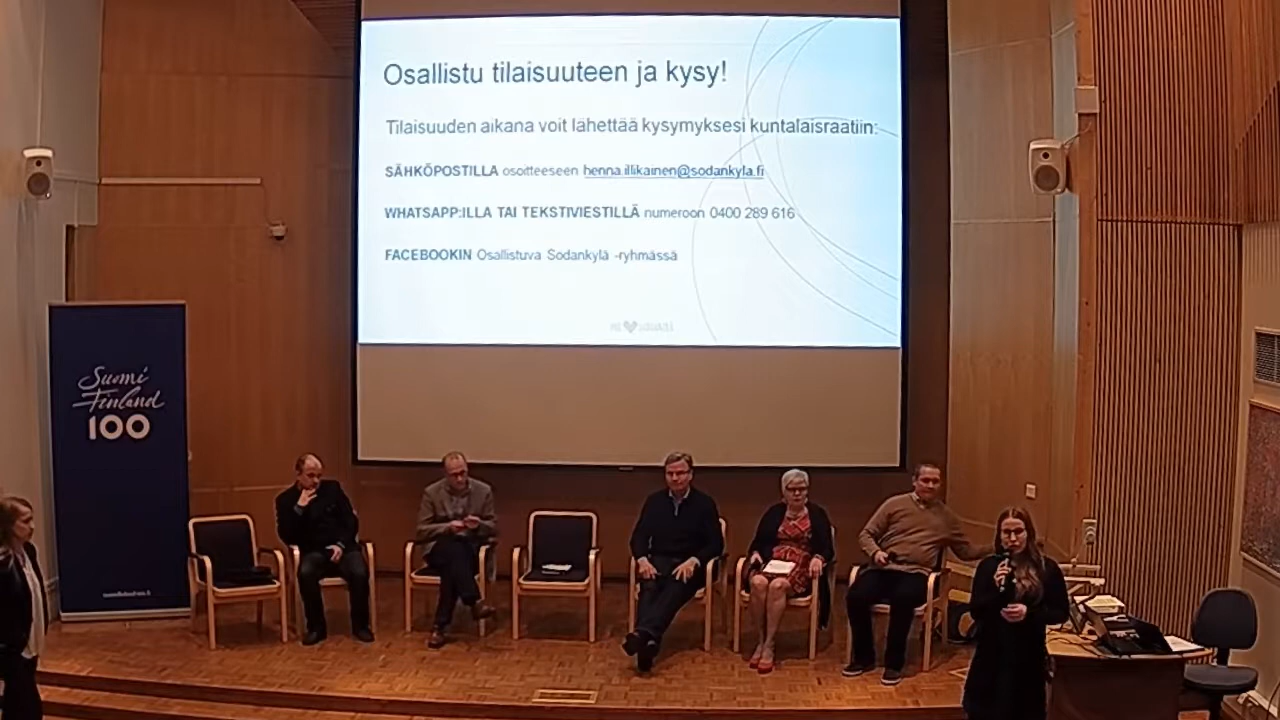 Osallistu tilaisuuteen ja kysy!
Tilaisuuden aikana voit lähettää kysymyksesi kuntalaisraatiin:
SÄHKÖPOSTILLA osoitteeseen henna.illikainen@sodankyla.fi
WHATSAPP:ILLA TAI TEKSTIVIESTILLÄ numeroon 0400 289 616
FACEBOOKIN Osallistuva Sodankylä -ryhmässä
Suomi
Finland
100